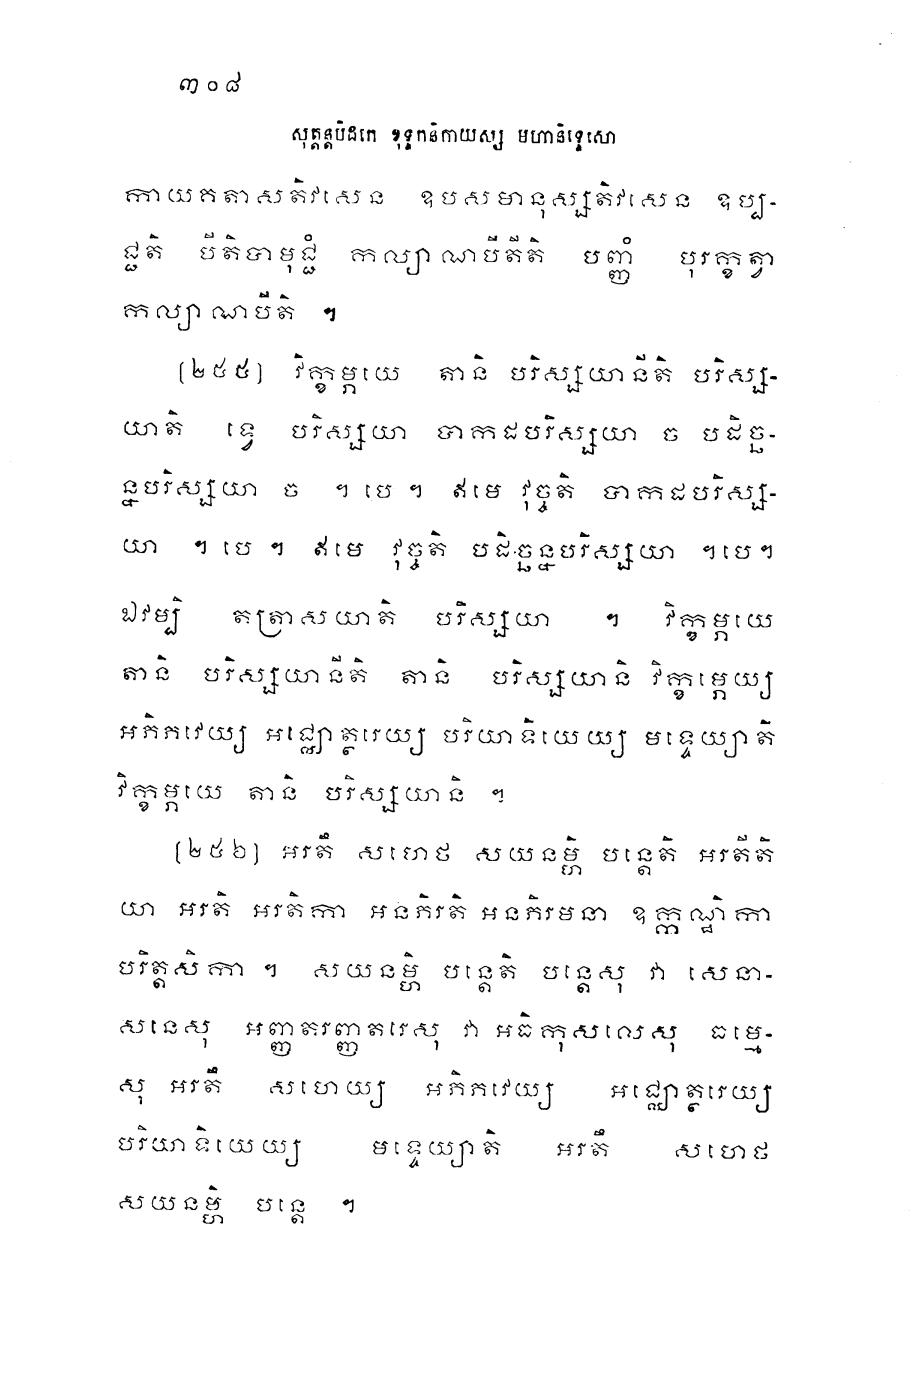 ៣០៨
សុត្តន្តបិដកេ ខុទ្ទកនិកាយស្ស មហានិទ្ទេសោ
កាយគតាសតិវសេន ឧបសមានុស្សតិវសេន ឧប្ប-
ជ្ជតិ បីតិបាមុជ្ជំ កល្យាណបីតីតិ បញ្ញំ បុរក្ខត្វា
កល្យាណបីតិ ។
(២៥៥) វិក្ខម្ភយេ តានិ បរិស្សយានីតិ បរិស្ស-
យាតិ ទ្វេ បរិស្សយា បាកដបរិស្សយា ច បដិច្ឆ-
ន្នបរិស្សយា ច ។ បេ ។ ឥមេ វុច្ចតិ បាកដបរិស្ស-
យា ។ បេ ។ ឥមេ វុច្ចតិ បដិច្ឆន្នបរិស្សយា ។បេ។
ឯវម្បិ តត្រាសយាតិ បរិស្សយា ។ វិក្ខម្ភយេ
តានិ បរិស្សយានីតិ តានិ បរិស្សយានិ វិក្ខម្ភេយ្យ
អភិភវេយ្យ អជ្ឈោត្ថរេយ្យ បរិយាទិយេយ្យ មទ្ទេយ្យាតិ
វិក្ខម្ភយេ តានិ បរិស្សយានិ ។
(២៥៦) អរតឹ សហេថ សយនម្ហិ បន្តេតិ អរតីតិ
យា អរតិ អរតិកា អនភិរតិ អនភិរមនា ឧក្កណ្ឋិកា
បរិត្តសិកា ។ សយនម្ហិ បន្តេតិ បន្តេសុ វា សេនា-
សនេសុ អញ្ញតរញ្ញតរេសុ វា អធិកុសលេសុ ធម្មេ-
សុ អរតឹ សហេយ្យ អភិភវេយ្យ អជ្ឈោត្ថរេយ្យ
បរិយាទិយេយ្យ មទ្ទេយ្យាតិ អរតឹ សហេថ
សយនម្ហិ បន្តេ ។